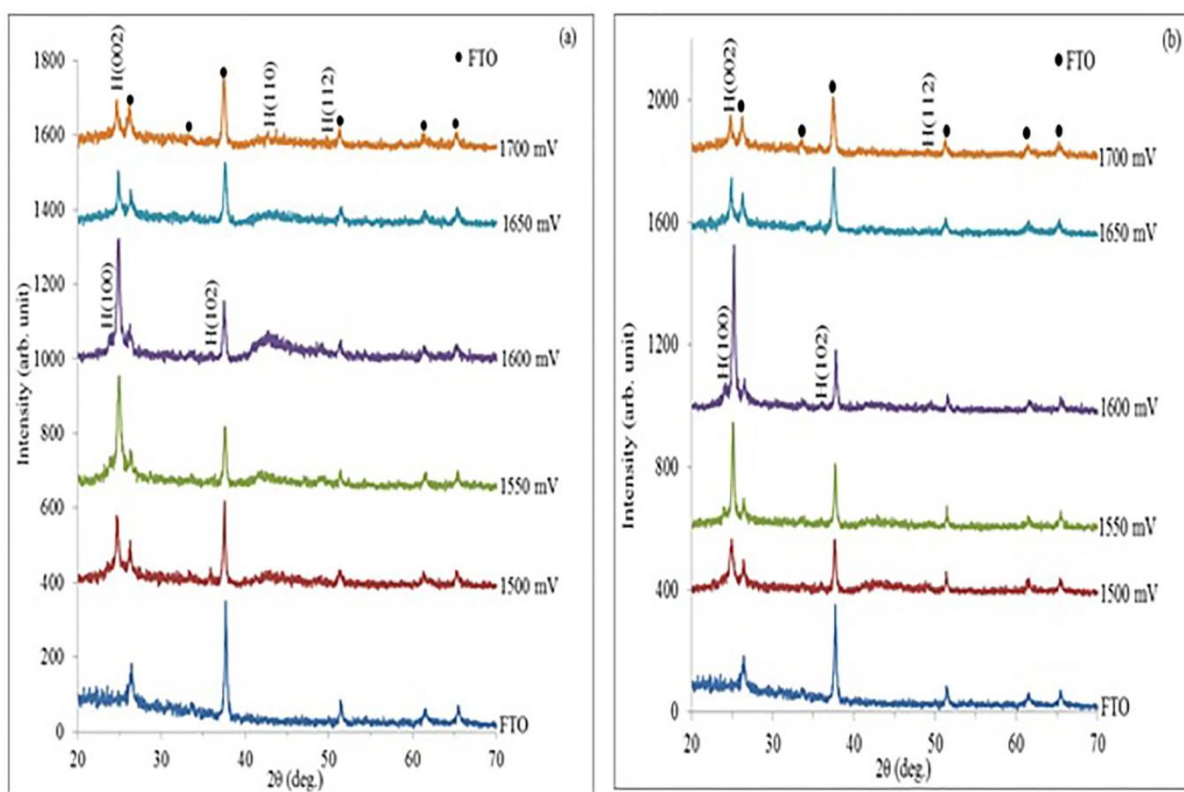 (a)
1800
H(002)
FTO
H(110)
H(112)
1600
1700 mV
1400
1650 mV
1200
H(100)
H(102)
1000
1600 mV
800
1550 mV
600
400
1500 mV
200
0
FTO
20 30 40 50 60 70
2θ (deg.)
Intensity (arb. unit)
(b)
FTO
2000
H(002)
H(112)
1700 mV
1600
1650 mV
1200
H(100)
H(102)
1600 mV
800
1550 mV
400
1500 mV
0
FTO
20 30 40 50 60 70
2θ (deg.)
Intensity (arb. unit)